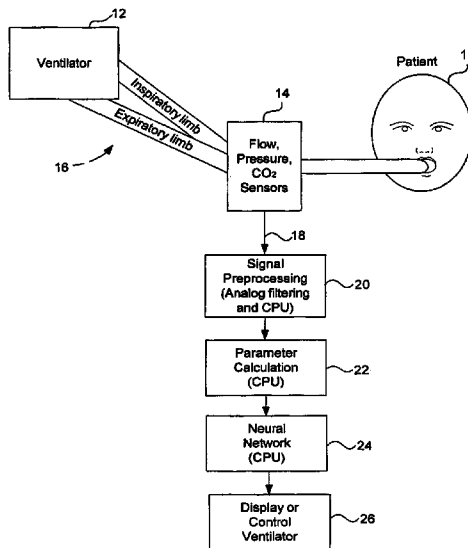 12
Ventilator
Inspiratory limb
Expiratory limb
16
14
Flow,
Pressure,
CO₂
Sensors
Patient
1
18
Signal
Preprocessing
(Analog filtering
and CPU)
20
Parameter
Calculation
(CPU)
22
Neural
Network
(CPU)
24
Display or
Control
Ventilator
26